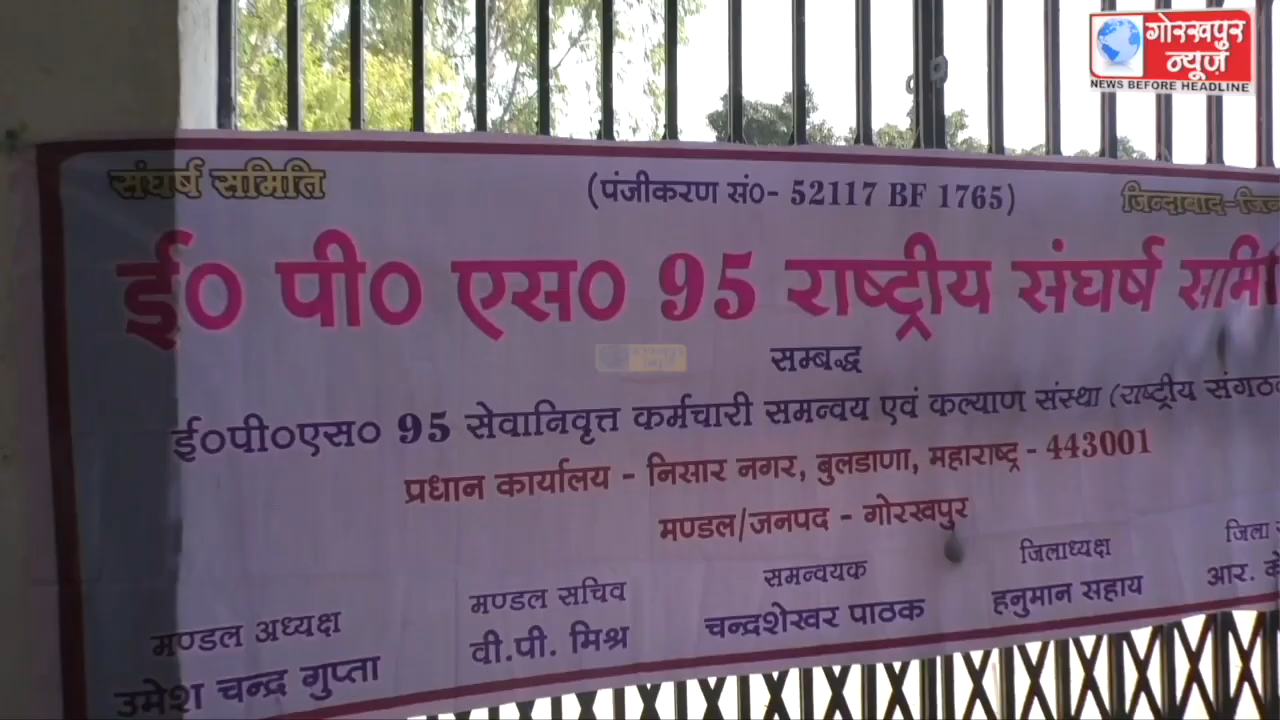 गोरखपुर
न्यूज़
NEWS BEFORE HEADLINE
संघर्ष समिति (पंजीकरण सं०- 52117 BF 1765) जिन्दाबाद-जिन्
ई० पी० एस० 95 राष्ट्रीय संघर्ष समि
सम्बद्ध
ई०पी०एस० 95 सेवानिवृत्त कर्मचारी समन्वय एवं कल्याण संस्था (राष्ट्रीय संगठ
प्रधान कार्यालय - निसार नगर, बुलडाणा, महाराष्ट्र - 443001
मण्डल/जनपद - गोरखपुर
मण्डल अध्यक्ष मण्डल सचिव समन्वयक जिलाध्यक्ष जिला
उमेश चन्द्र गुप्ता वी.पी. मिश्र चन्द्रशेखर पाठक हनुमान सहाय आर. के